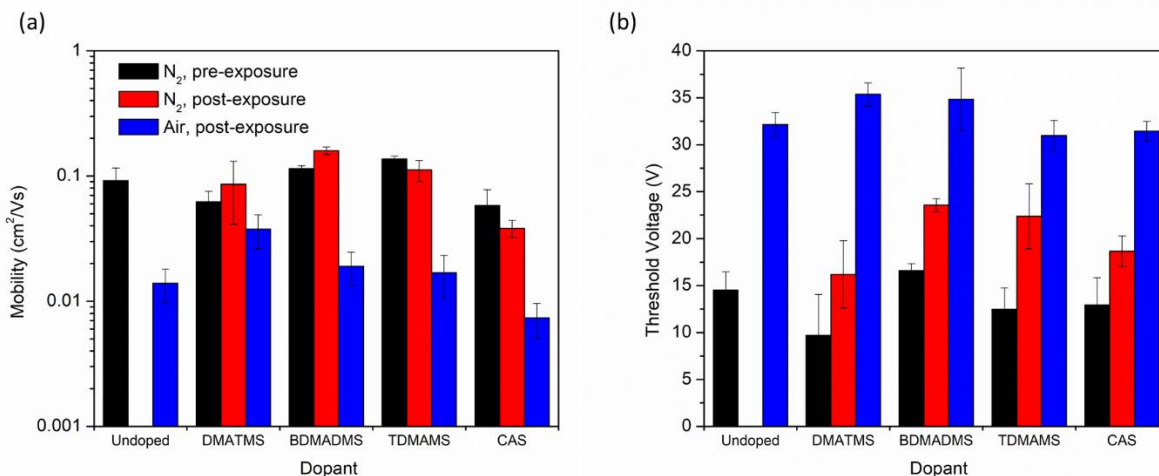 (a)
Mobility (cm²/Vs)
1
0.1
0.01
0.001
N₂, pre-exposure
N₂, post-exposure
Air, post-exposure
Undoped DMATMS BDMADMS TDMAMS CAS
Dopant
(b)
Threshold Voltage (V)
40
35
30
25
20
15
10
5
0
Undoped DMATMS BDMADMS TDMAMS CAS
Dopant